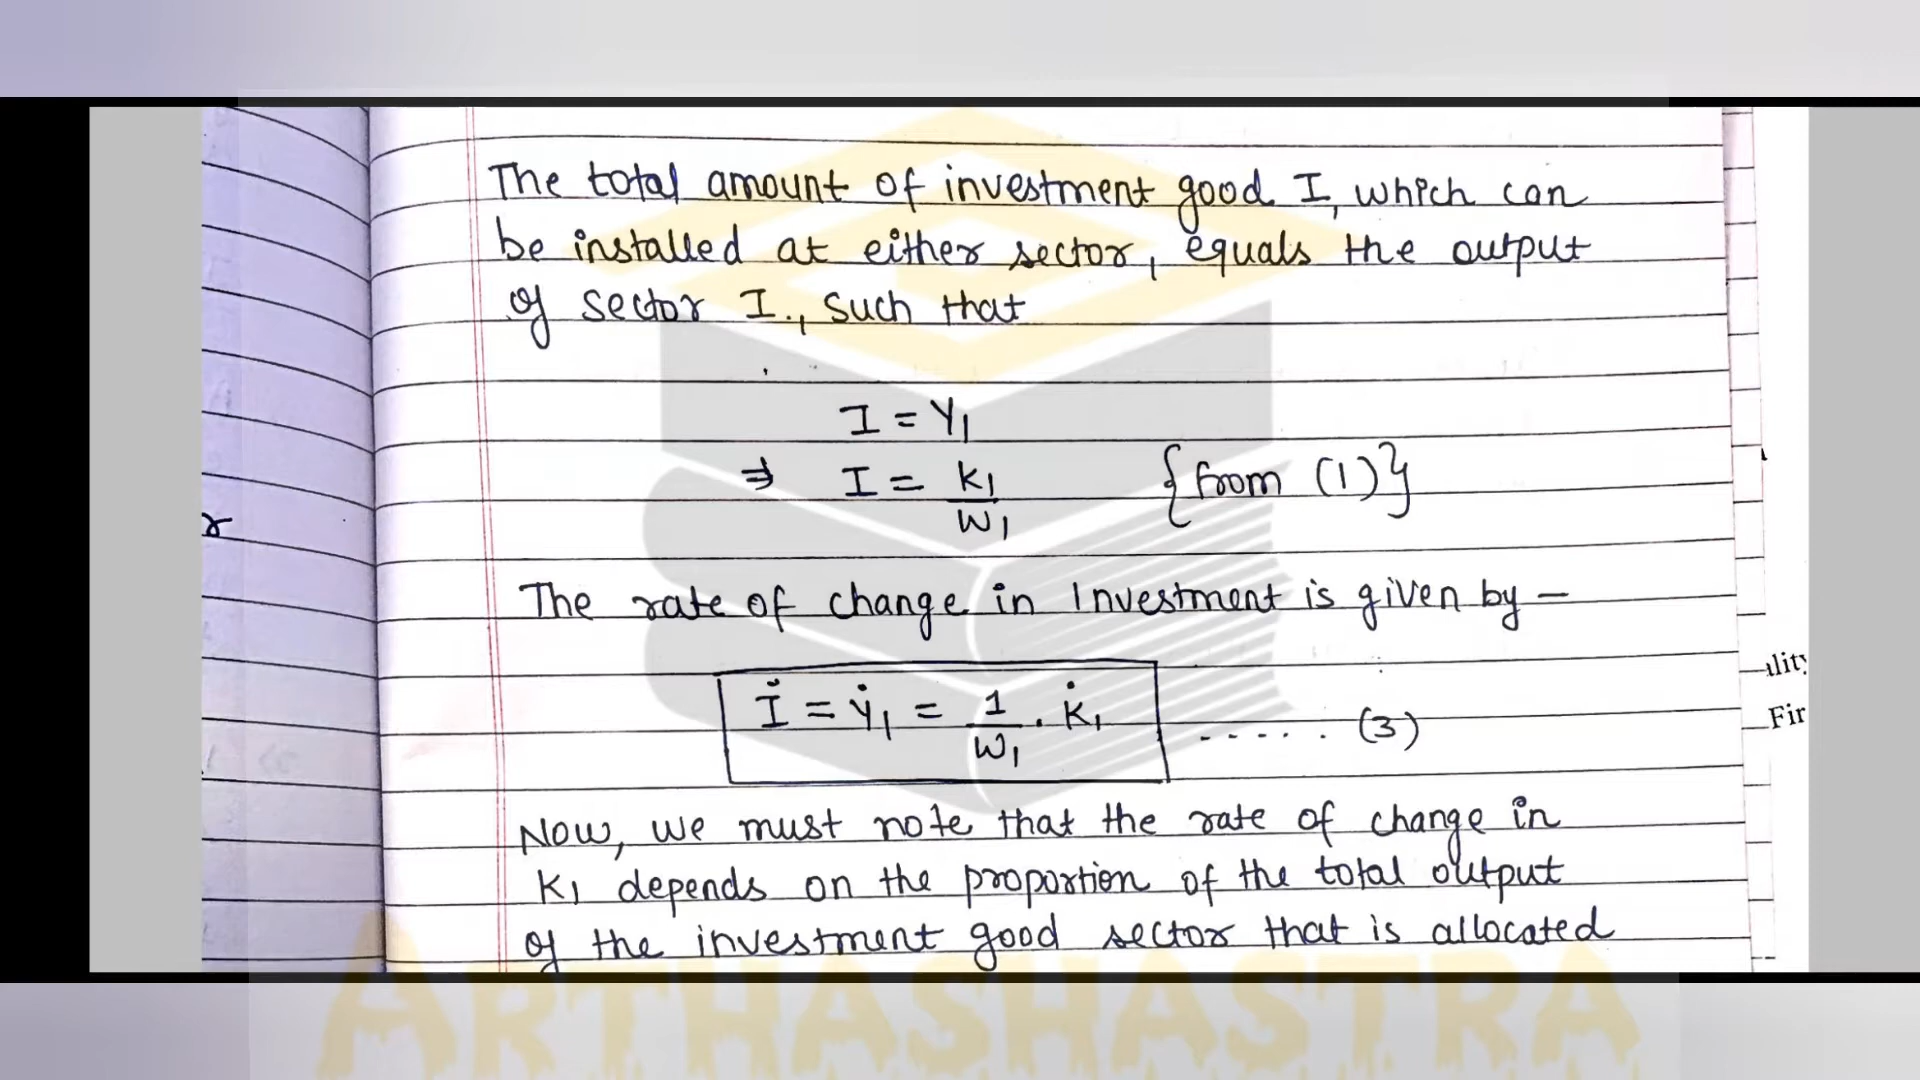 The total amount of investment good I, which can
be installed at either sector, equals the output
of sector I., such that
I = Y₁
⇒ I = K₁/W₁ {from (1)}
r
The rate of change in Investment is given by —
İ = Ẏ₁ = 1/W₁ . K̇₁ ...... (3)
ility
Fir
Now, we must note that the rate of change in
K₁ depends on the proportion of the total output
of the investment good sector that is allocated
ARTHASHASTRA